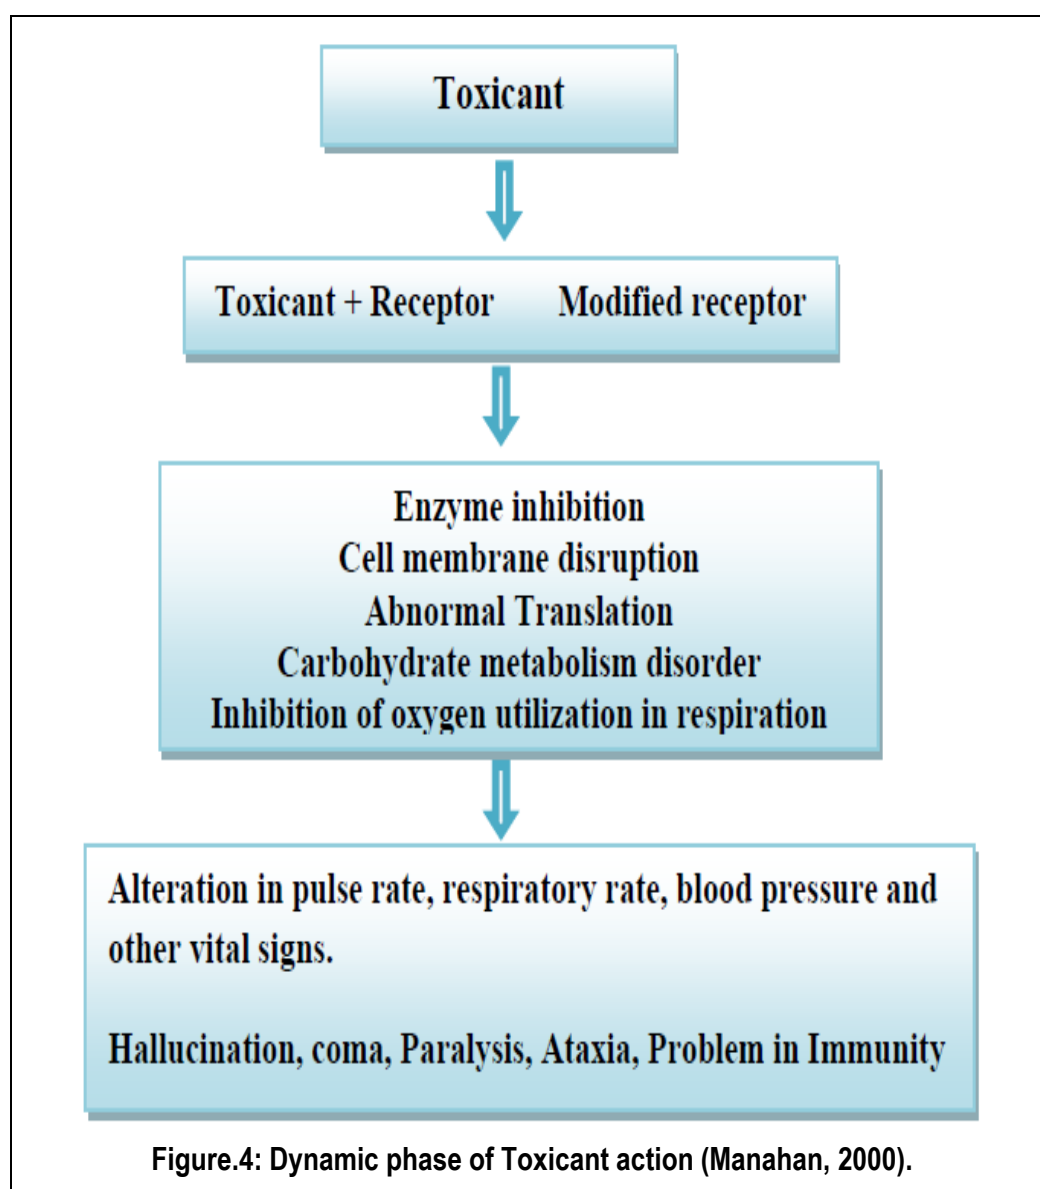 Toxicant
Toxicant + Receptor Modified receptor
Enzyme inhibition
Cell membrane disruption
Abnormal Translation
Carbohydrate metabolism disorder
Inhibition of oxygen utilization in respiration
Alteration in pulse rate, respiratory rate, blood pressure and
other vital signs.
Hallucination, coma, Paralysis, Ataxia, Problem in Immunity
Figure.4: Dynamic phase of Toxicant action (Manahan, 2000).